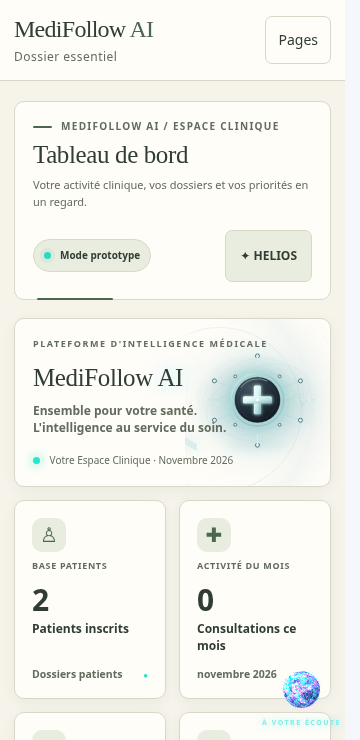 MediFollow AI
Dossier essentiel
Pages
MEDIFOLLOW AI / ESPACE CLINIQUE
Tableau de bord
Votre activité clinique, vos dossiers et vos priorités en
un regard.
Mode prototype
✦ HELIOS
PLATEFORME D'INTELLIGENCE MÉDICALE
MediFollow AI
Ensemble pour votre santé.
L'intelligence au service du soin.
Votre Espace Clinique · Novembre 2026
BASE PATIENTS
2
Patients inscrits
Dossiers patients
ACTIVITÉ DU MOIS
0
Consultations ce
mois
novembre 2026
À VOTRE ÉCOUTE